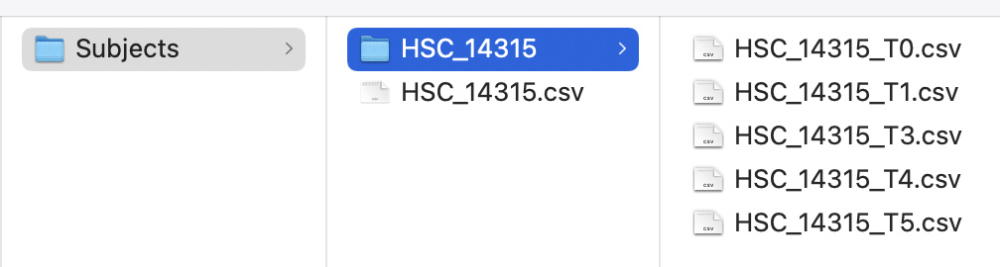 Subjects
HSC_14315
HSC_14315.csv
HSC_14315_T0.csv
HSC_14315_T1.csv
HSC_14315_T3.csv
HSC_14315_T4.csv
HSC_14315_T5.csv